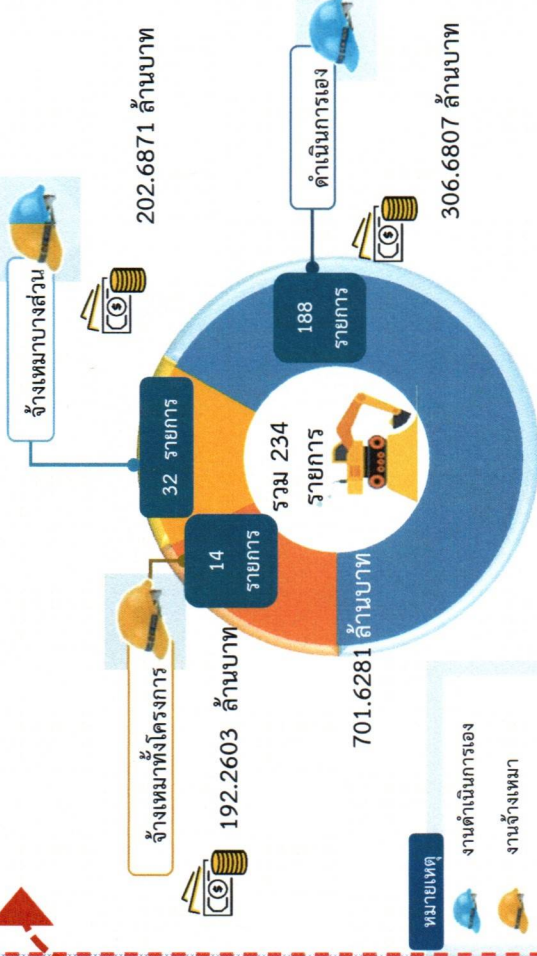 จ้างเหมาบางส่วน
202.6871 ล้านบาท
32 รายการ
จ้างเหมาทั้งโครงการ
192.2603 ล้านบาท
14
รายการ
รวม 234
รายการ
701.6281 ล้านบาท
188
รายการ
ดำเนินการเอง
306.6807 ล้านบาท
หมายเหตุ
งานดำเนินการเอง
งานจ้างเหมา